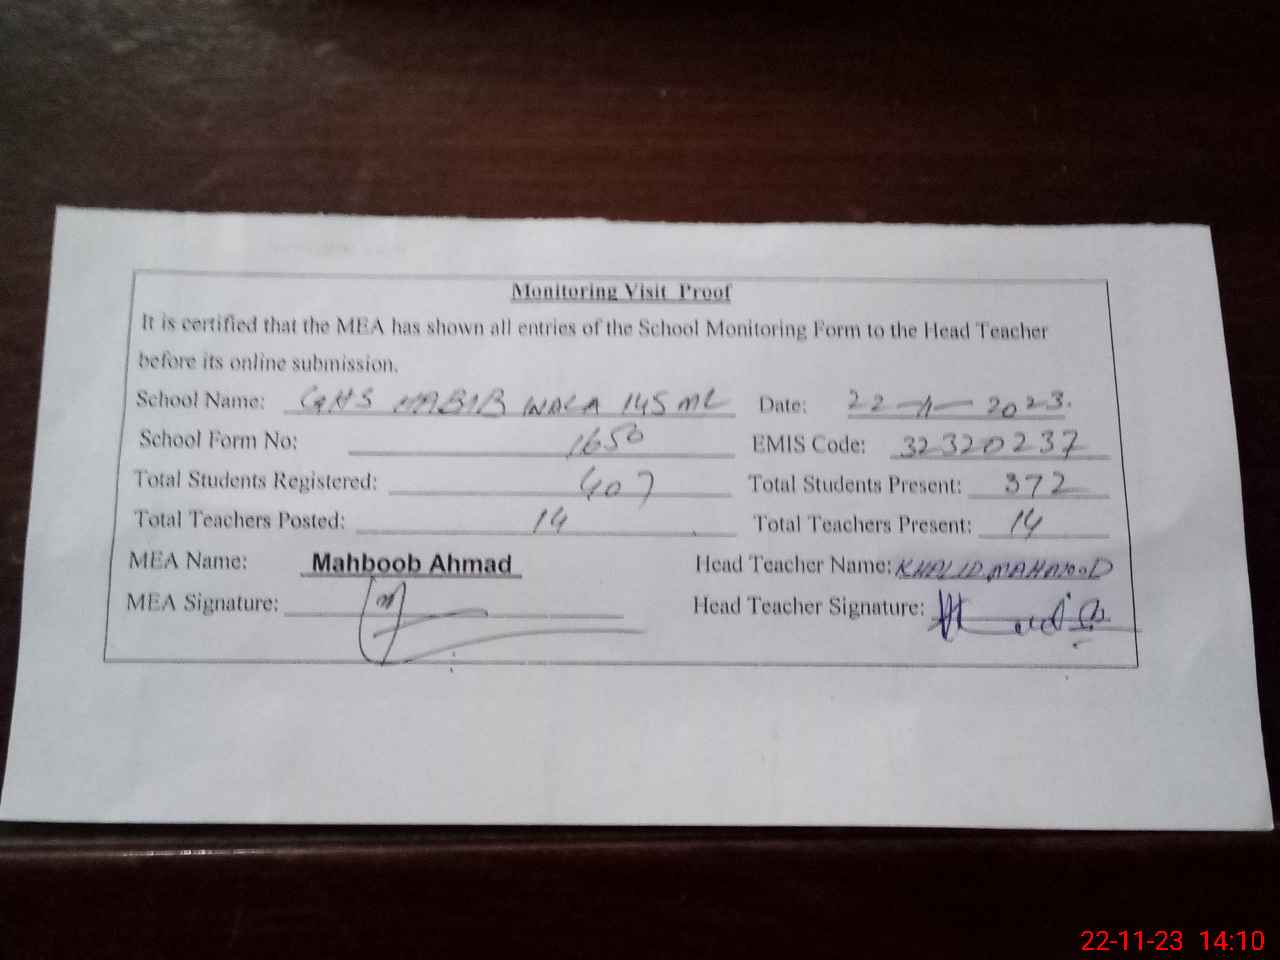 Monitoring Visit Proof
It is certified that the MEA has shown all entries of the School Monitoring Form to the Head Teacher
before its online submission.
School Name: GHS HABIB WALA 145 ML Date: 22-11-2023.
School Form No: 1650 EMIS Code: 32320237
Total Students Registered: 407 Total Students Present: 372
Total Teachers Posted: 14 Total Teachers Present: 14
MEA Name: Mahboob Ahmad Head Teacher Name: KHALID MAHMOOD
MEA Signature: Head Teacher Signature:
22-11-23 14:10